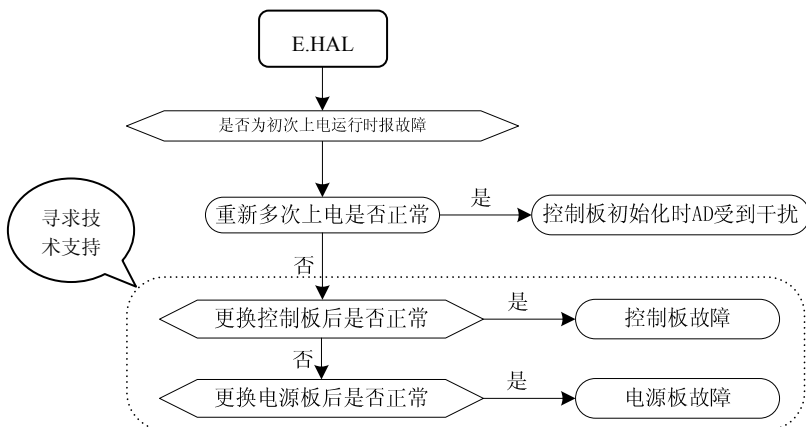 E.HAL
是否为初次上电运行时报故障
重新多次上电是否正常
是
控制板初始化时AD受到干扰
寻求技
术支持
否
更换控制板后是否正常
是
控制板故障
否
更换电源板后是否正常
是
电源板故障